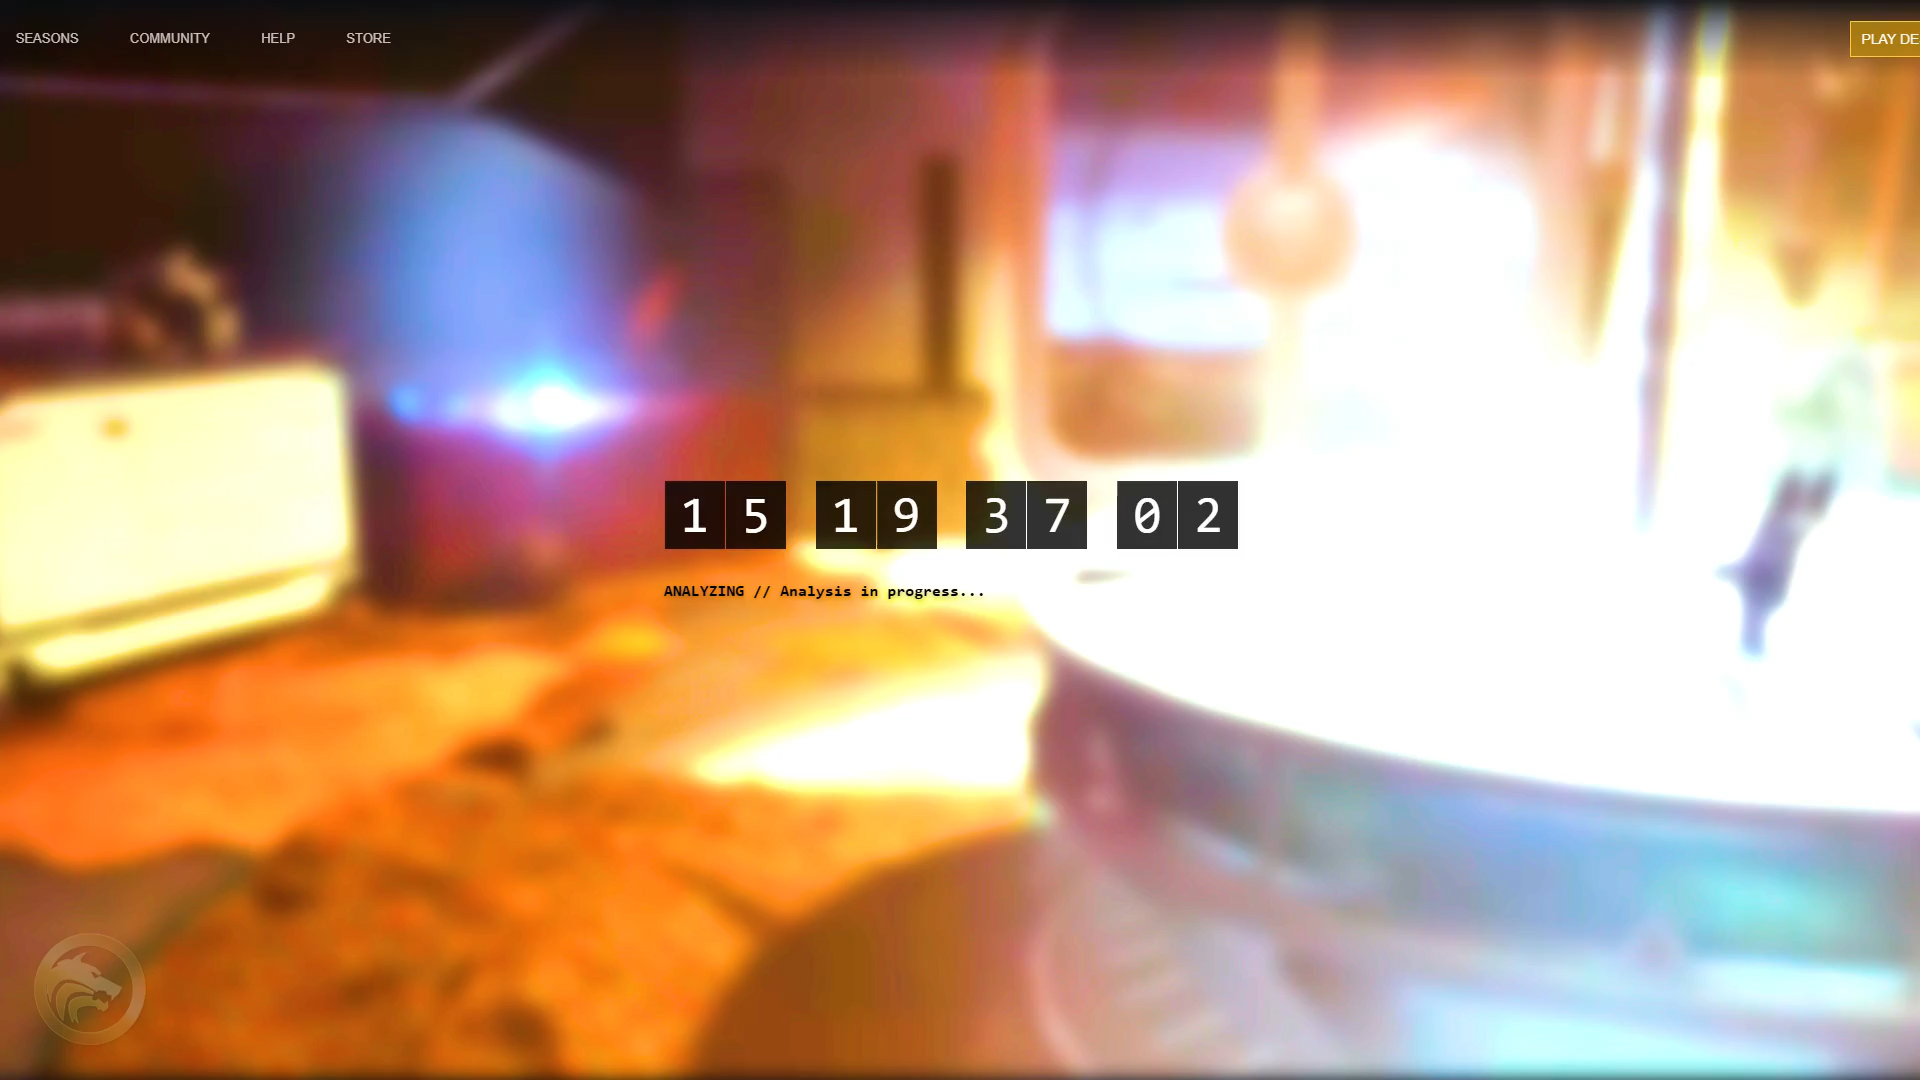 SEASONS COMMUNITY HELP STORE PLAY DE
15 19 37 02
ANALYZING // Analysis in progress...